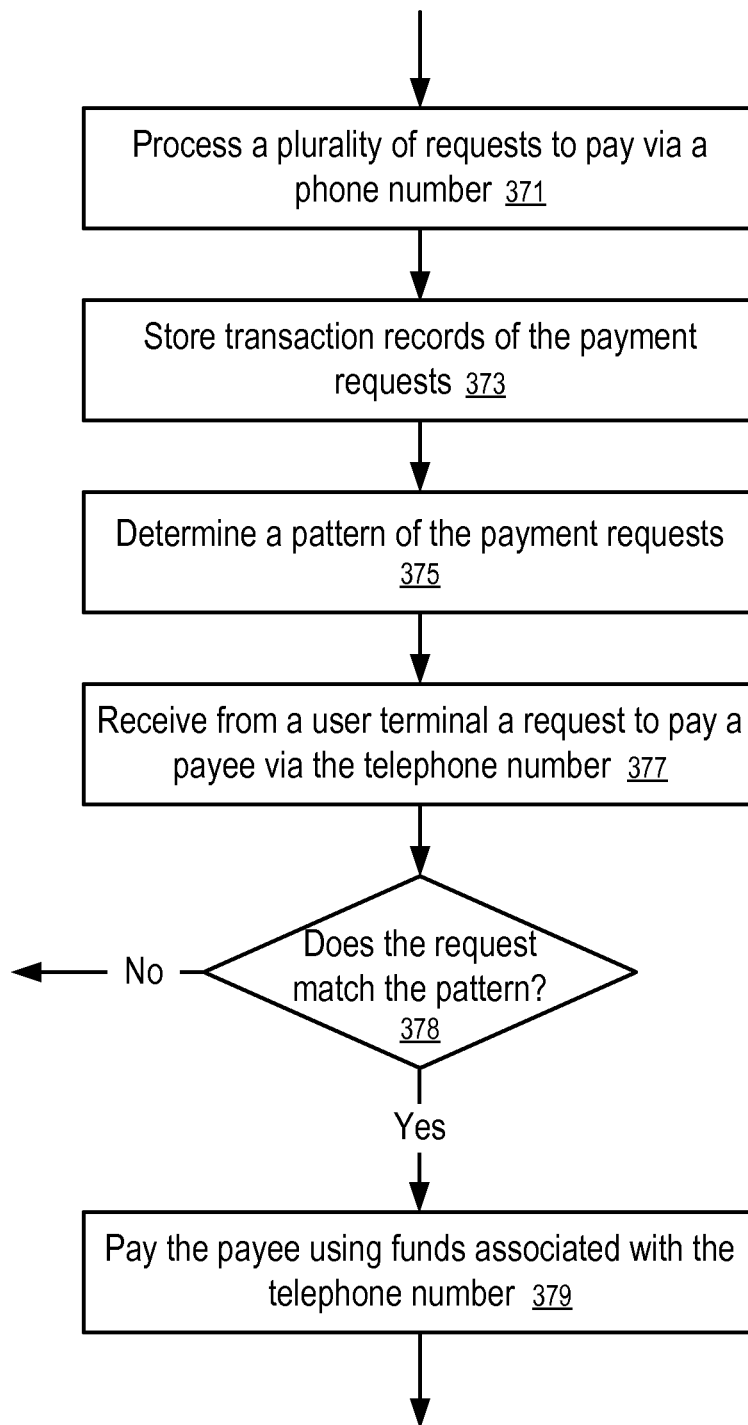 Process a plurality of requests to pay via a
phone number 371
Store transaction records of the payment
requests 373
Determine a pattern of the payment requests
375
Receive from a user terminal a request to pay a
payee via the telephone number 377
Does the request
match the pattern?
378
No
Yes
Pay the payee using funds associated with the
telephone number 379